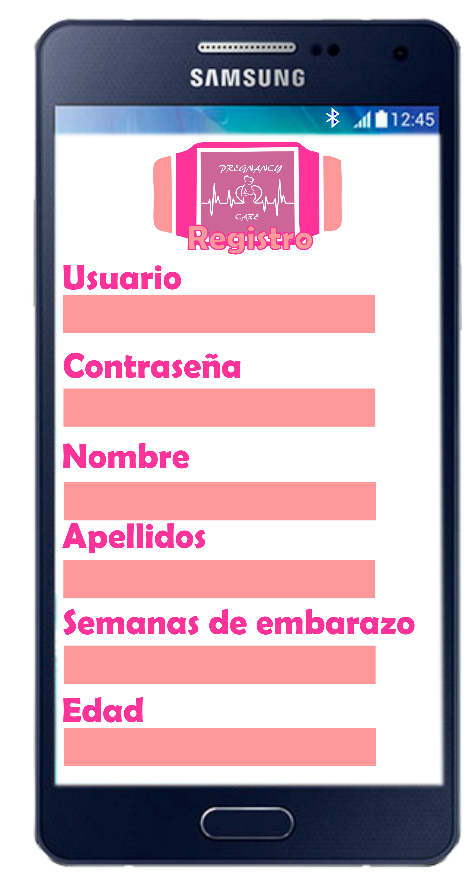 SAMSUNG
12:45
PREGNANCY
CARE
Registro
Usuario
Contraseña
Nombre
Apellidos
Semanas de embarazo
Edad